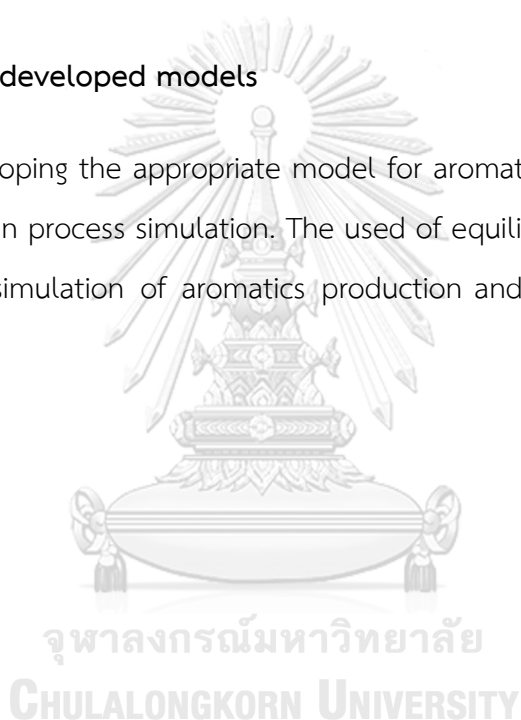 developed models
oping the appropriate model for aromat
n process simulation. The used of equili
simulation of aromatics production and
จุฬาลงกรณ์มหาวิทยาลัย
CHULALONGKORN UNIVERSITY